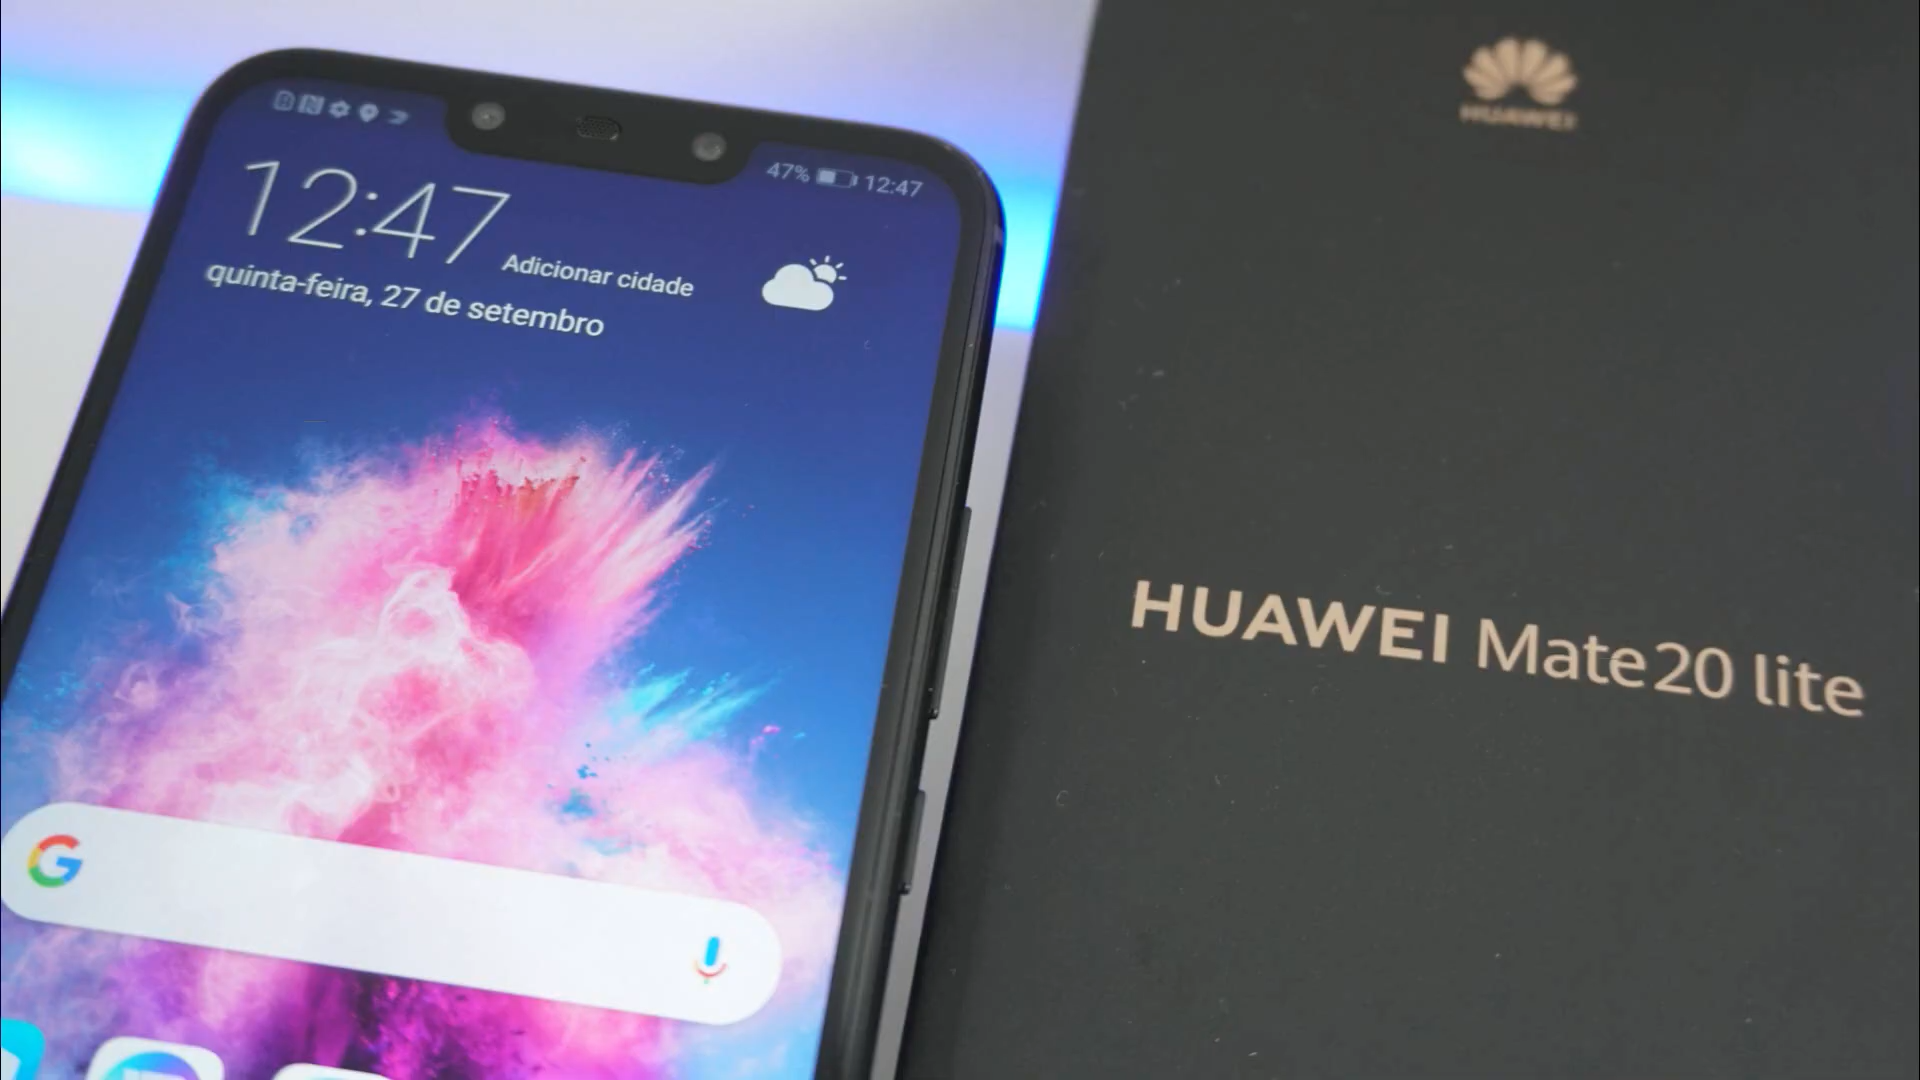 47% 12:47
12:47
Adicionar cidade
quinta-feira, 27 de setembro
HUAWEI
HUAWEI Mate 20 lite